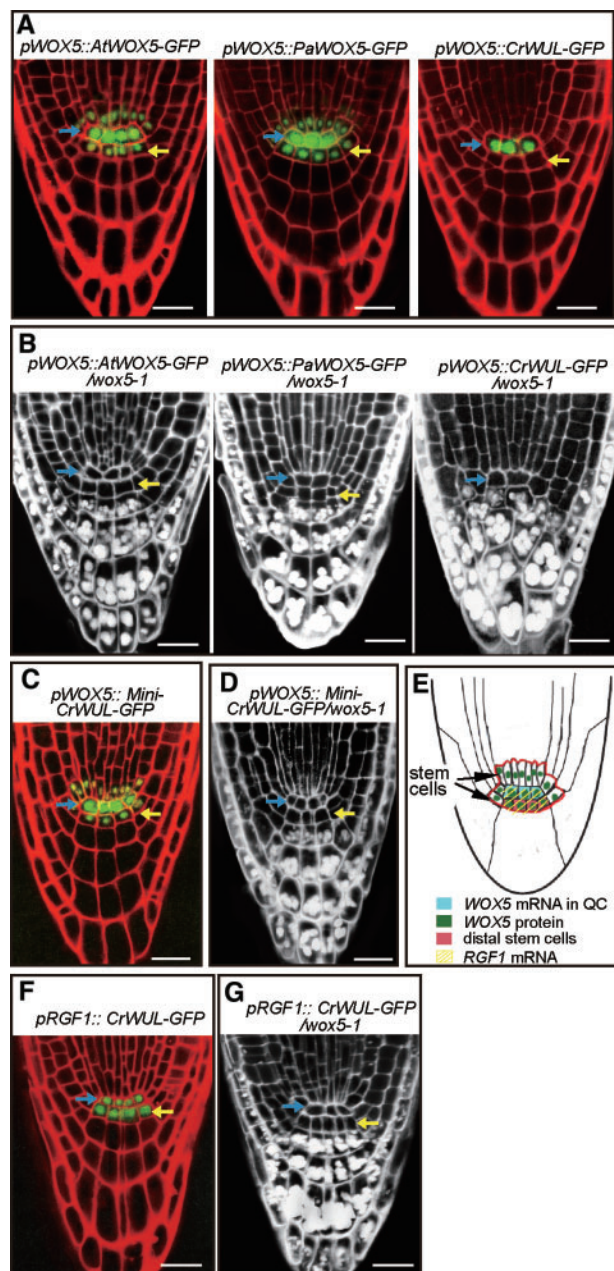 A
pWOX5::AtWOX5-GFP
pWOX5::PaWOX5-GFP
pWOX5::CrWUL-GFP
B
pWOX5::AtWOX5-GFP
/wox5-1
pWOX5::PaWOX5-GFP
/wox5-1
pWOX5::CrWUL-GFP
/wox5-1
C
pWOX5:: Mini-
CrWUL-GFP
D
pWOX5:: Mini-
CrWUL-GFP/wox5-1
E
stem
cells
WOX5 mRNA in QC
WOX5 protein
distal stem cells
RGF1 mRNA
F
pRGF1:: CrWUL-GFP
G
pRGF1:: CrWUL-GFP
/wox5-1